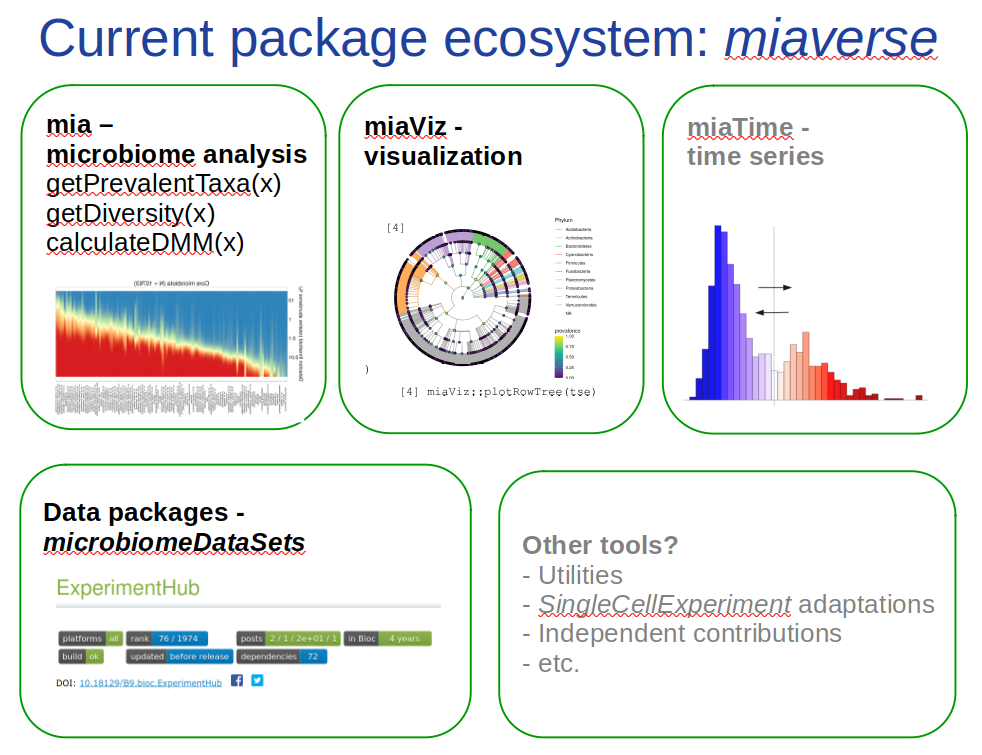 Current package ecosystem: miaverse
mia –
microbiome analysis
getPrevalentTaxa(x)
getDiversity(x)
calculateDMM(x)
Core microbiota (N =
miaViz -
visualization
[4]
Phylum
Acidobacteria
Actinobacteria
Bacteroidetes
Cyanobacteria
Firmicutes
Fusobacteria
Planctomycetes
Proteobacteria
Tenericutes
Verrucomicrobia
NA
prevalence
1.00
0.75
0.50
0.25
0.00
)
[4] miaViz::plotRowTree(tse)
miaTime -
time series
Data packages -
microbiomeDataSets
ExperimentHub
platforms all rank 76 / 1974 posts 2 / 1 / 2e+01 / 1 in Bioc 4 years
build ok updated before release dependencies 72
DOI: 10.18129/B9.bioc.ExperimentHub
Other tools?
- Utilities
- SingleCellExperiment adaptations
- Independent contributions
- etc.